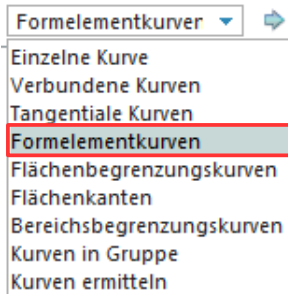 Formelementkurver
Einzelne Kurve
Verbundene Kurven
Tangentiale Kurven
Formelementkurven
Flächenbegrenzungskurven
Flächenkanten
Bereichsbegrenzungskurven
Kurven in Gruppe
Kurven ermitteln